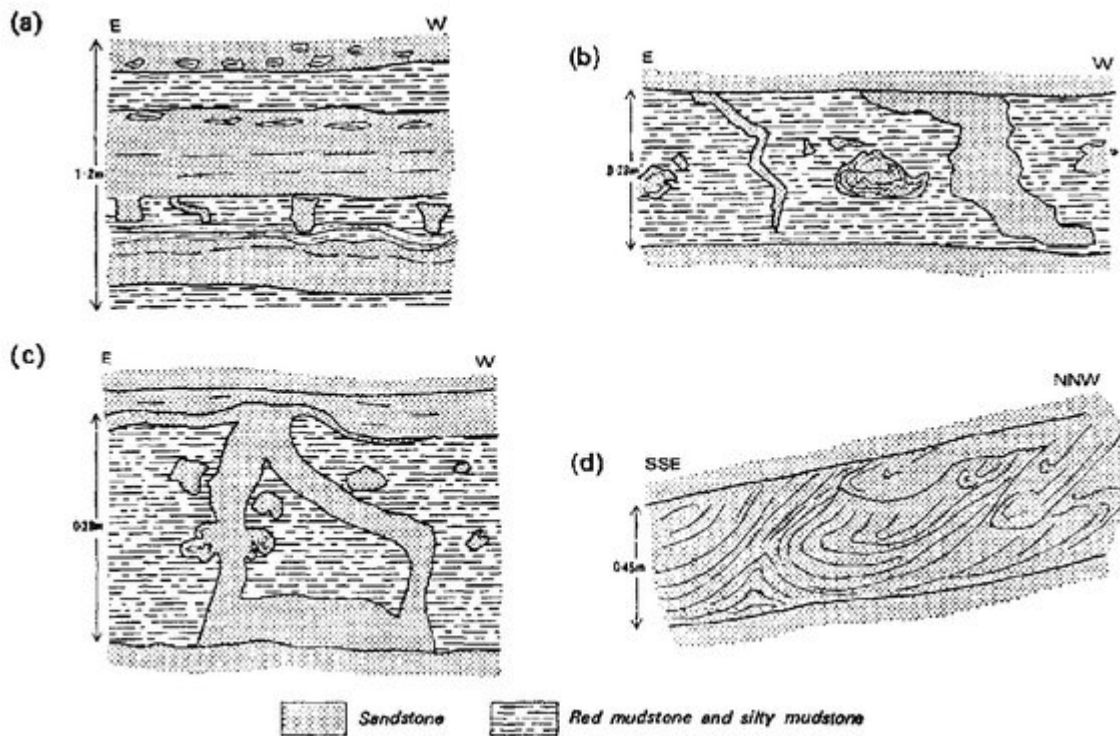 (a)
E W
1·2m
(b)
E W
(c)
E W
(d)
SSE NNW
0·45m
Sandstone
Red mudstone and silty mudstone